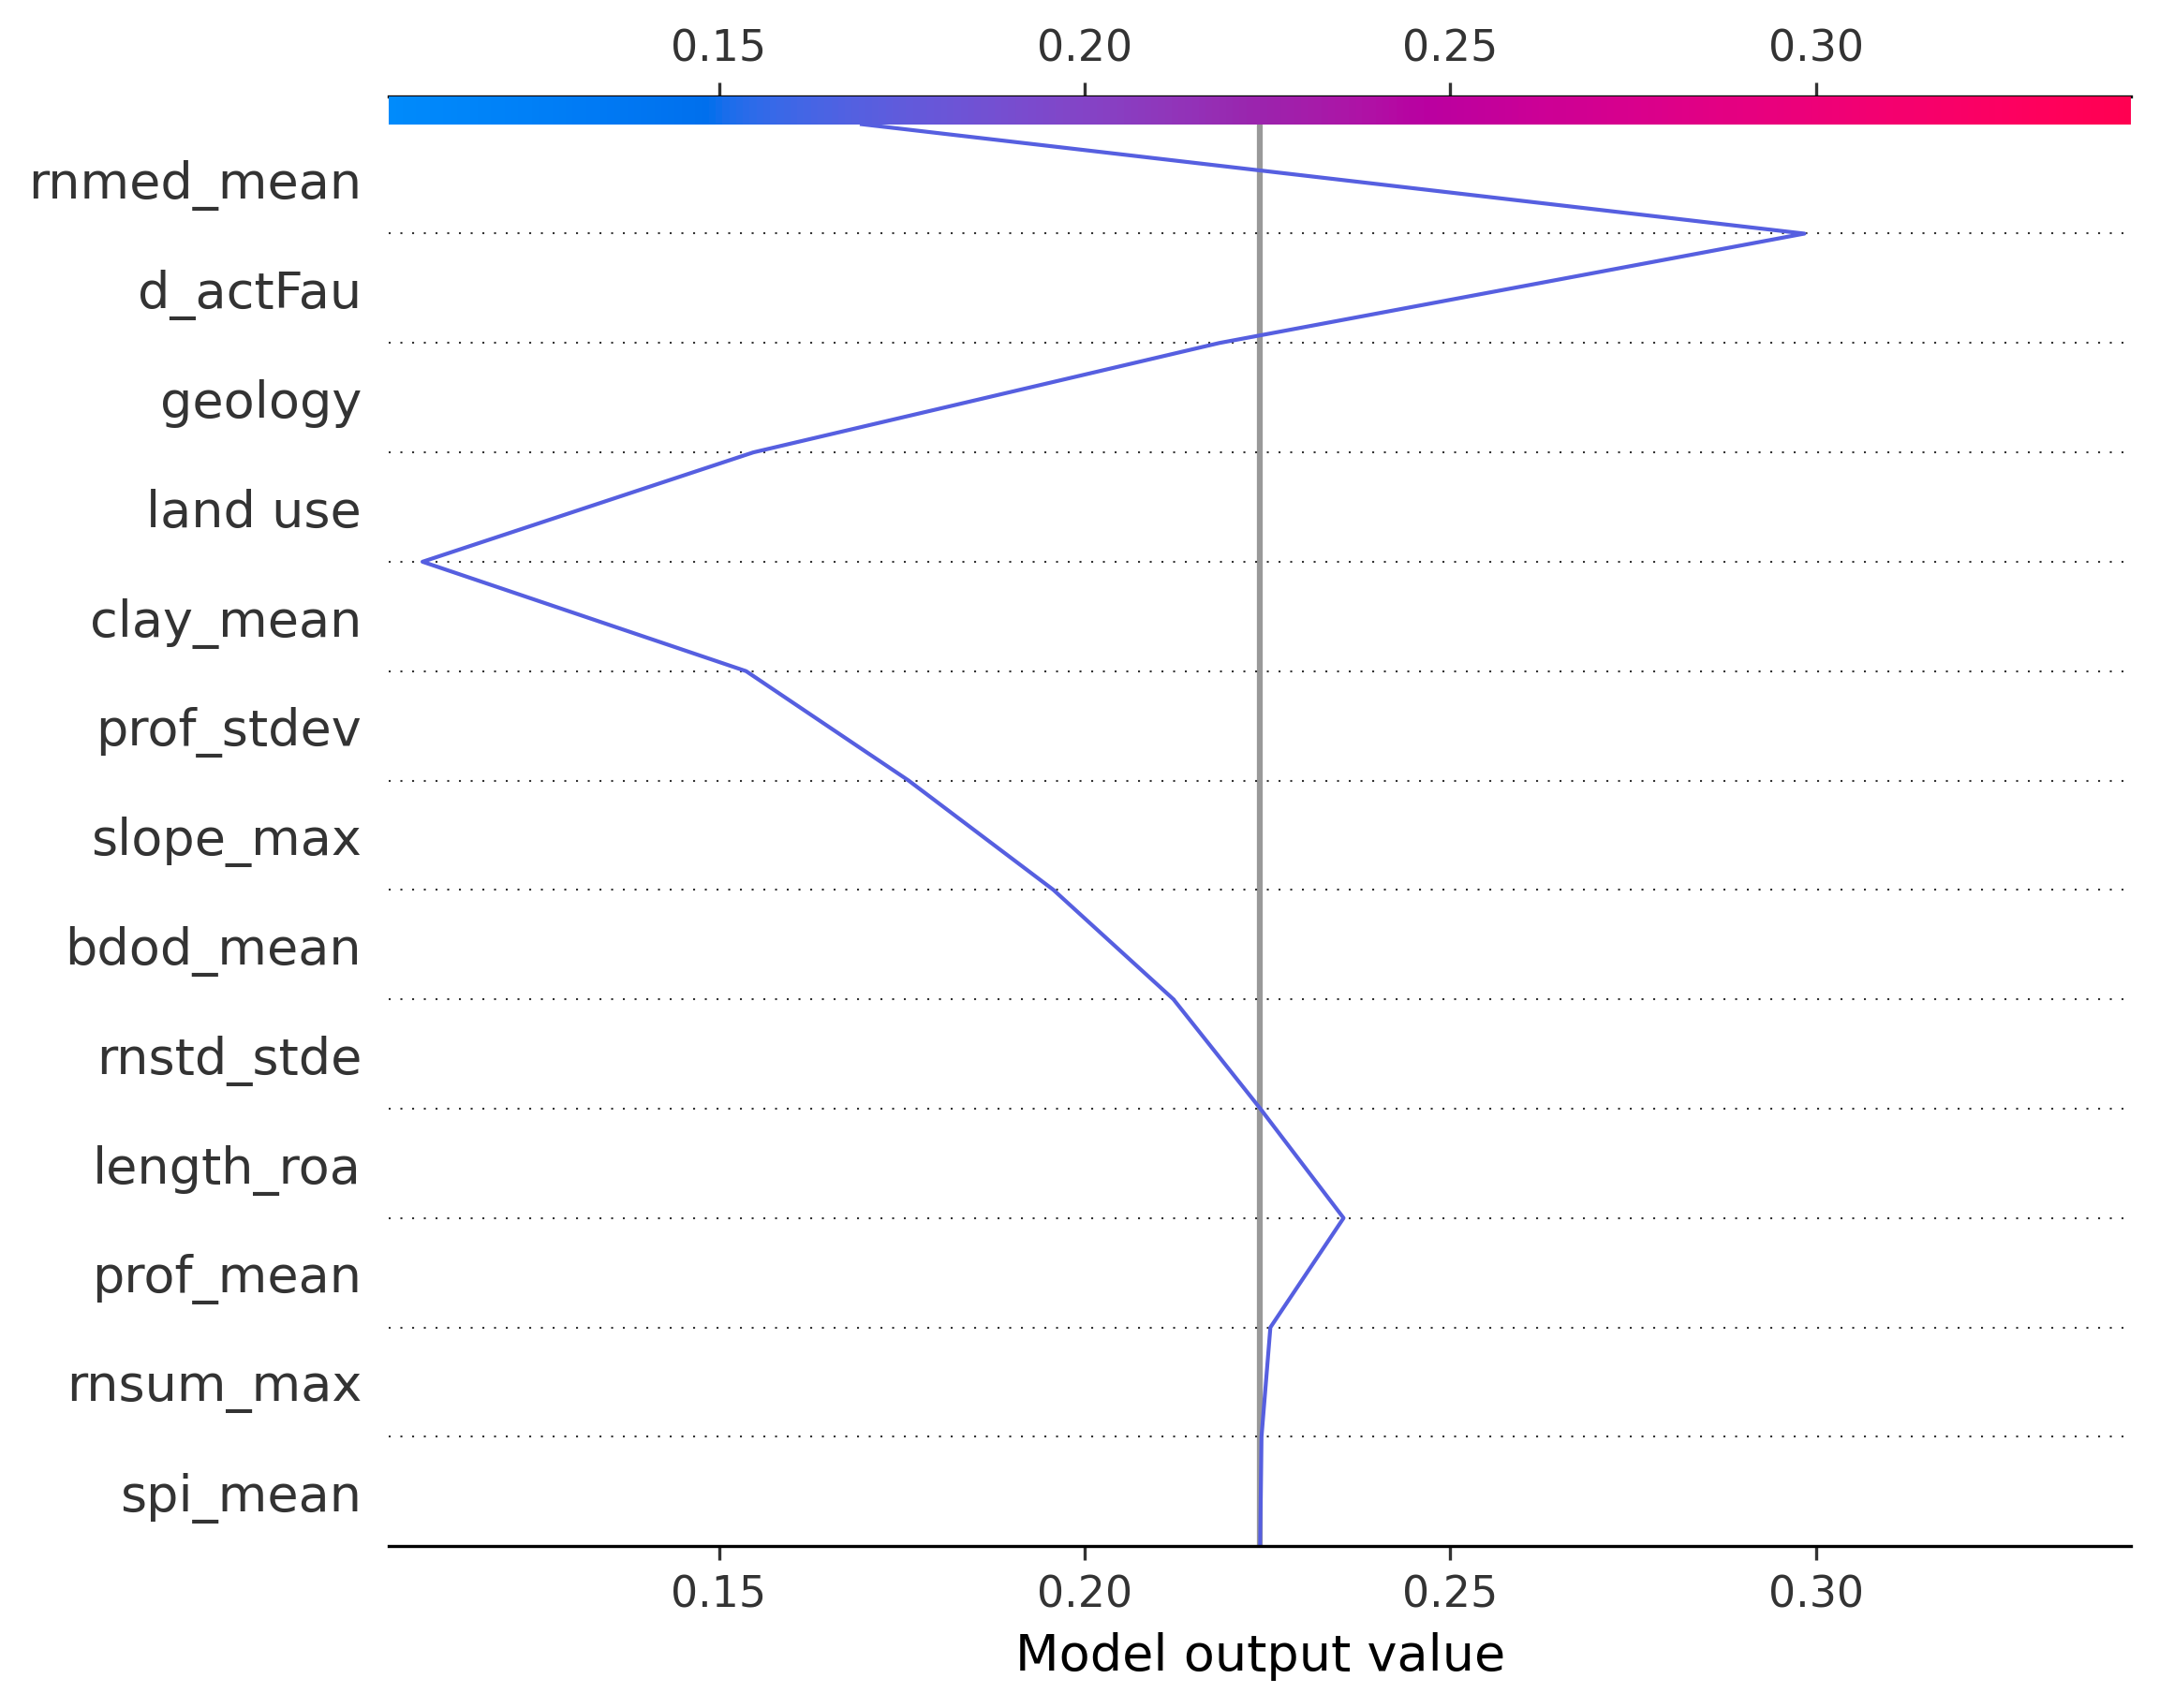 0.15 0.20 0.25 0.30
rnmed_mean
d_actFau
geology
land use
clay_mean
prof_stdev
slope_max
bdod_mean
rnstd_stde
length_roa
prof_mean
rnsum_max
spi_mean
0.15 0.20 0.25 0.30
Model output value